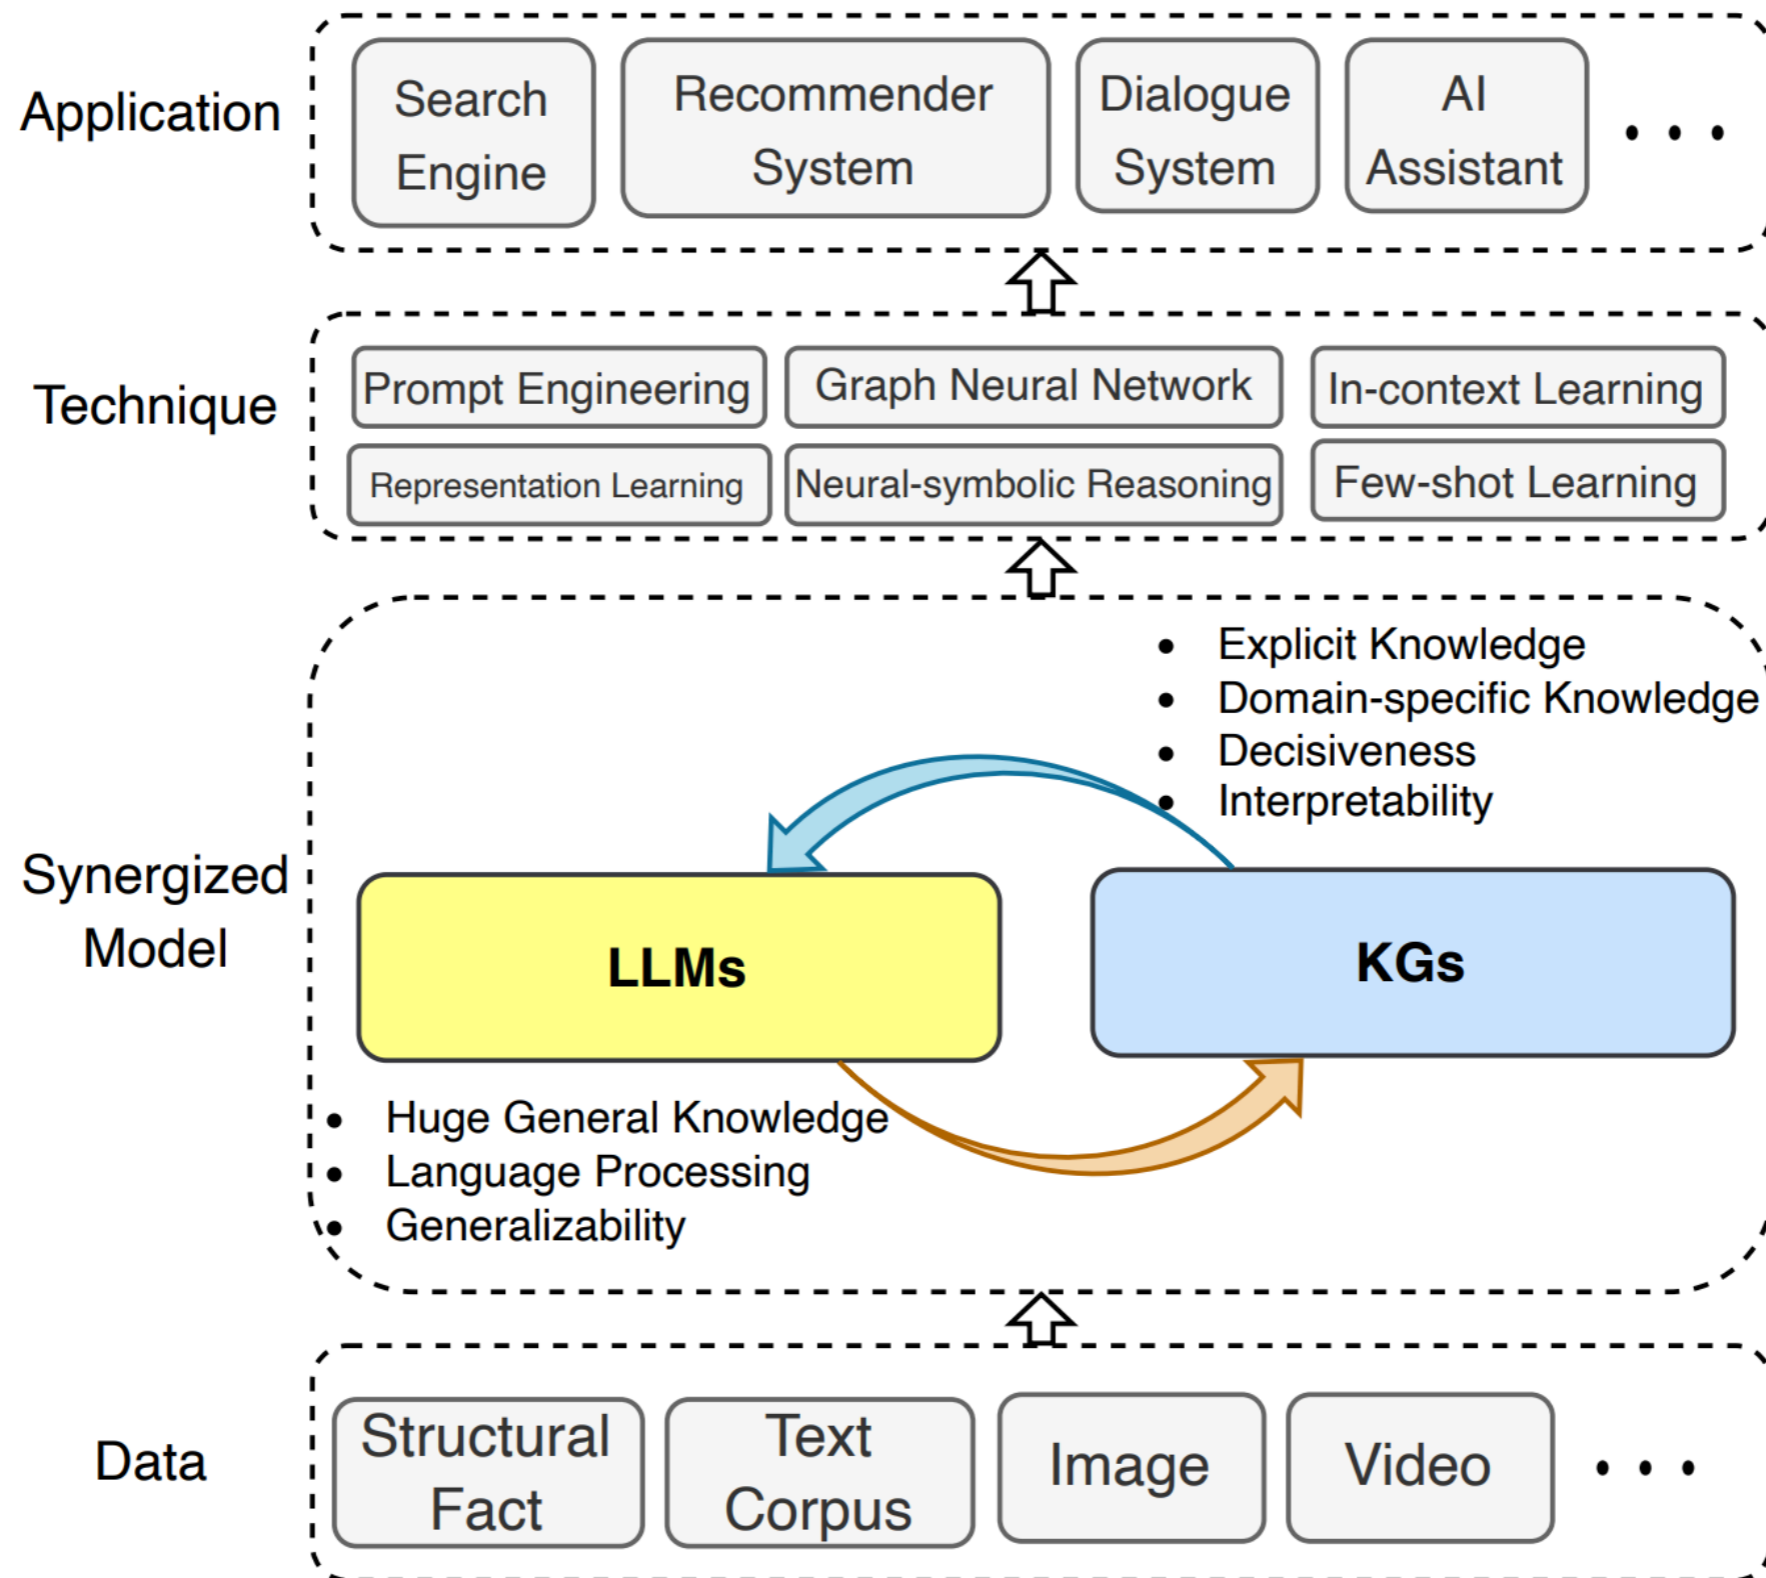 Application
Search
Engine
Recommender
System
Dialogue
System
AI
Assistant
. . .
Technique
Prompt Engineering
Graph Neural Network
In-context Learning
Representation Learning
Neural-symbolic Reasoning
Few-shot Learning
Synergized
Model
• Explicit Knowledge
• Domain-specific Knowledge
• Decisiveness
• Interpretability
LLMs
KGs
• Huge General Knowledge
• Language Processing
• Generalizability
Data
Structural
Fact
Text
Corpus
Image
Video
. . .